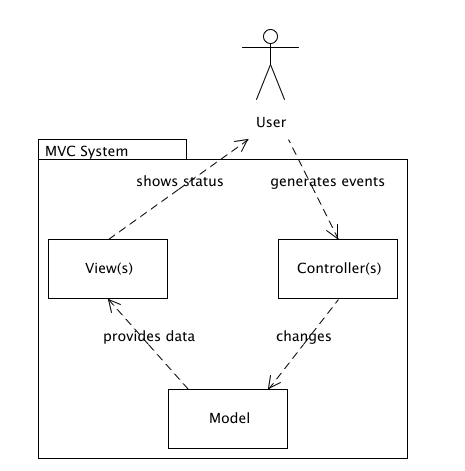 User
MVC System
shows status
generates events
View(s)
Controller(s)
provides data
changes
Model